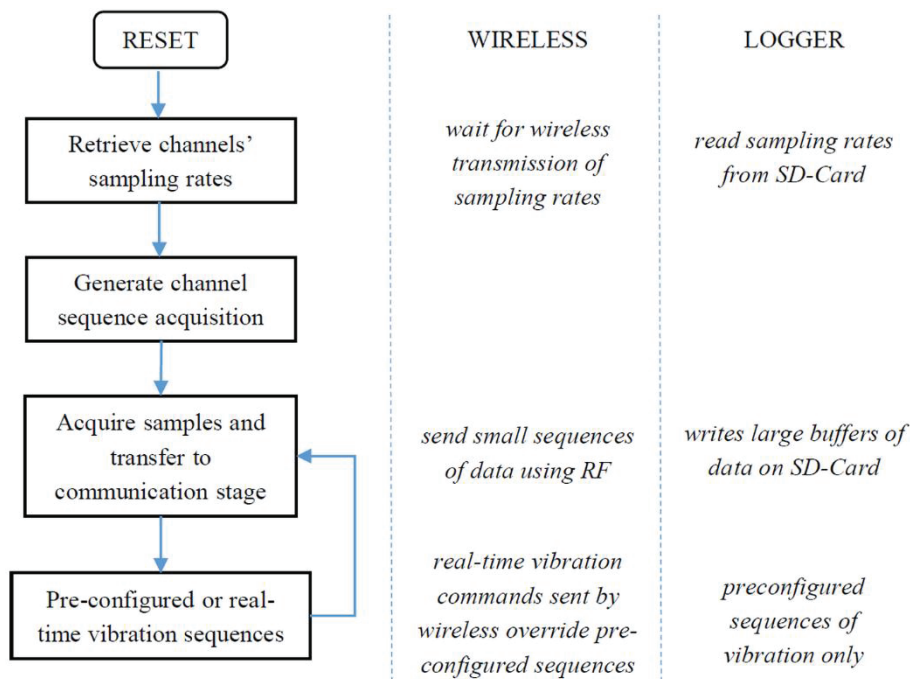 RESET
WIRELESS
LOGGER
Retrieve channels’
sampling rates
wait for wireless
transmission of
sampling rates
read sampling rates
from SD-Card
Generate channel
sequence acquisition
Acquire samples and
transfer to
communication stage
send small sequences
of data using RF
writes large buffers of
data on SD-Card
Pre-configured or real-
time vibration sequences
real-time vibration
commands sent by
wireless override pre-
configured sequences
preconfigured
sequences of
vibration only